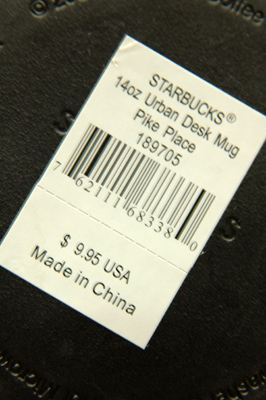 STARBUCKS®
14oz Urban Desk Mug
Pike Place
189705
7 62111 68338 0
$ 9.95 USA
Made in China